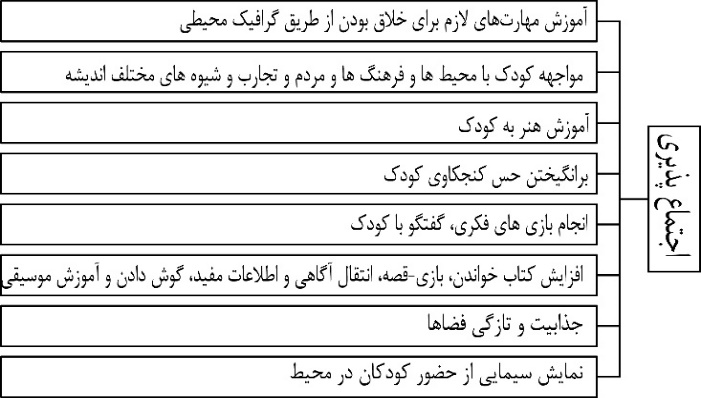 اجتماع پذیری
آموزش مهارت‌های لازم برای خلاق بودن از طریق گرافیک محیطی
مواجهه کودک با محیط ها و فرهنگ ها و مردم و تجارب و شیوه های مختلف اندیشه
آموزش هنر به کودک
برانگیختن حس کنجکاوی کودک
انجام بازی های فکری، گفتگو با کودک
افزایش کتاب خواندن، بازی-قصه، انتقال آگاهی و اطلاعات مفید، گوش دادن و آموزش موسیقی
جذابیت و تازگی فضاها
نمایش سیمایی از حضور کودکان در محیط